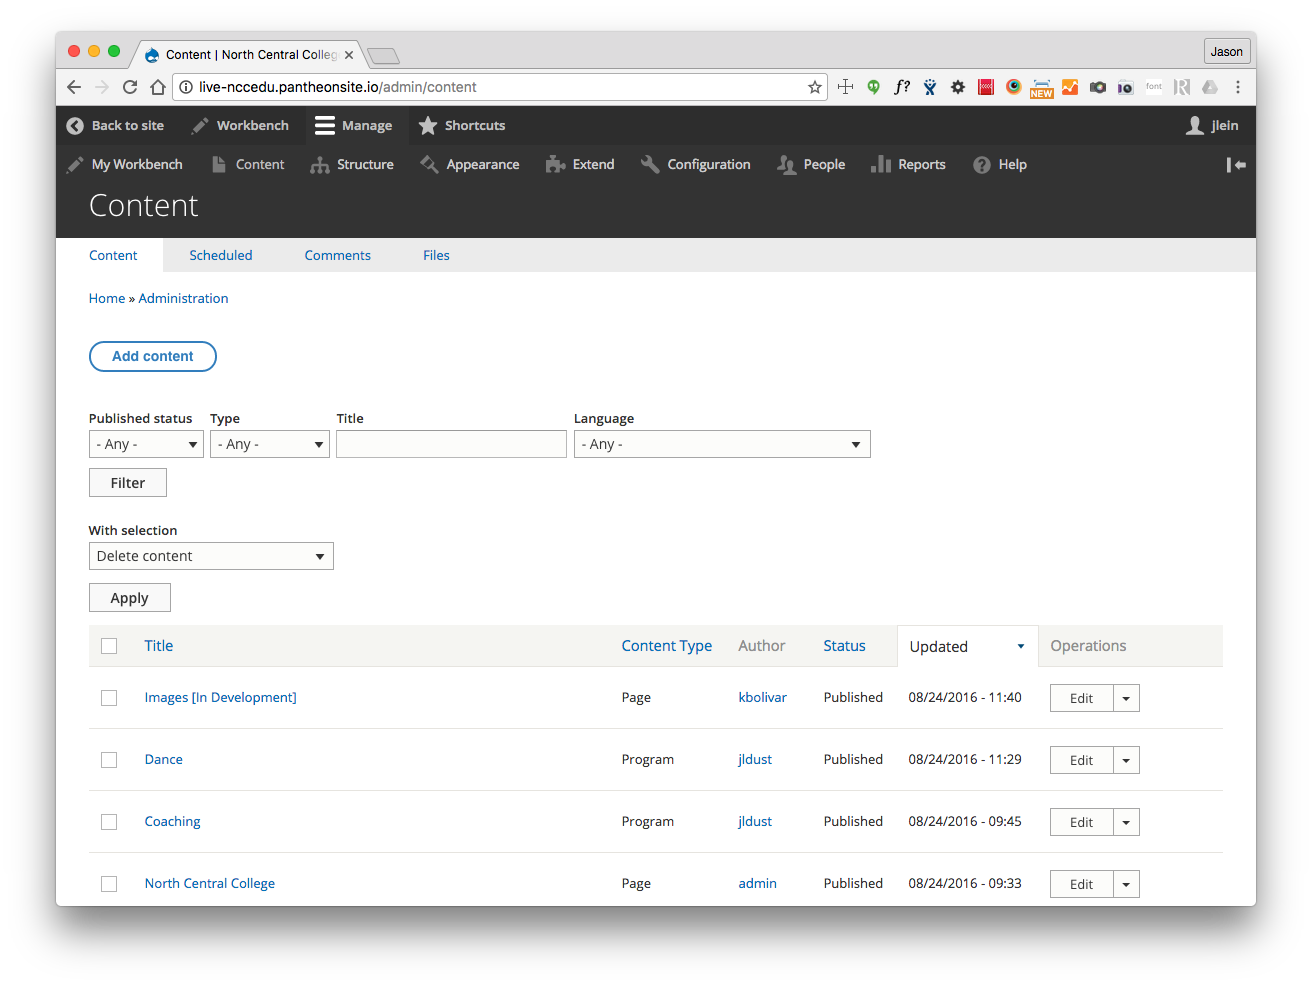 Content | North Central Colleg
Jason
live-nccedu.pantheonsite.io/admin/content
f?
NEW
font
Back to site Workbench Manage Shortcuts jlein
My Workbench Content Structure Appearance Extend Configuration People Reports Help
Content
Content Scheduled Comments Files
Home » Administration
Add content
Published status Type Title Language
- Any - - Any - - Any -
Filter
With selection
Delete content
Apply
Title Content Type Author Status Updated Operations
Images [In Development] Page kbolivar Published 08/24/2016 - 11:40 Edit
Dance Program jldust Published 08/24/2016 - 11:29 Edit
Coaching Program jldust Published 08/24/2016 - 09:45 Edit
North Central College Page admin Published 08/24/2016 - 09:33 Edit